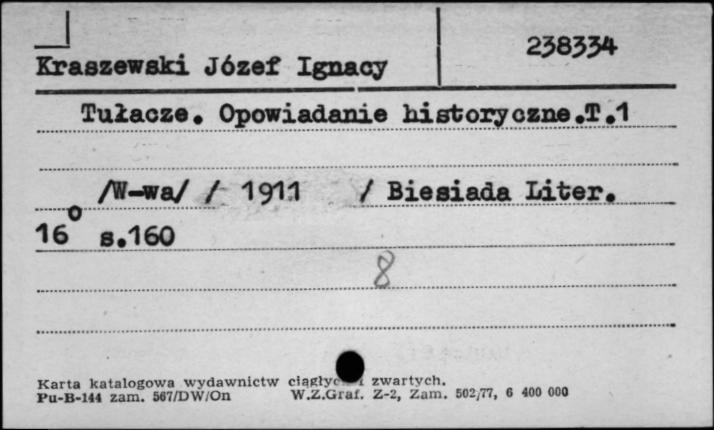 238334
Kraszewski Józef Ignacy
Tułacze. Opowiadanie historyczne.T.1
/W-wa/ / 1911 / Biesiada Liter.
16° s.160
8
Karta katalogowa wydawnictw zwartych.
Pu-B-144 zam. 567/DW/On W.Z.Graf. Z-2, Zam. 502/77, 6 400 000